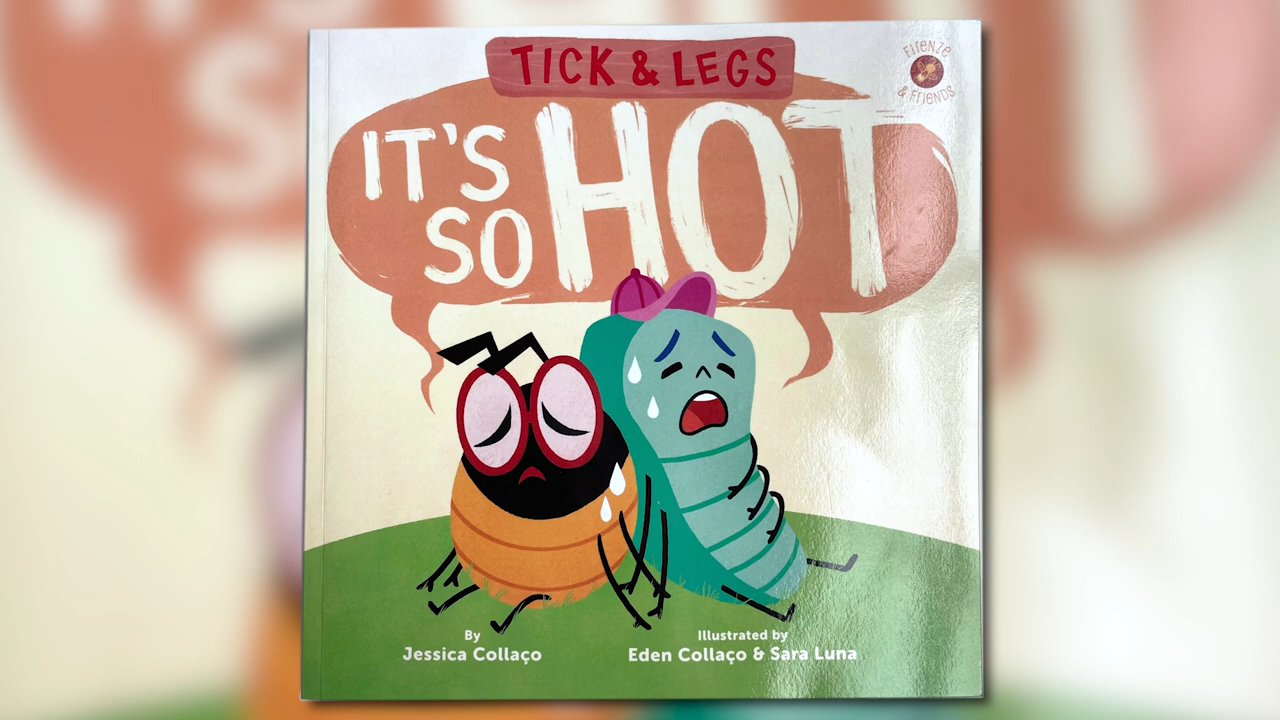 TICK & LEGS
FIRENZE
& FRIENDS
IT'S
SO HOT
By
Jessica Collaço
Illustrated by
Eden Collaço & Sara Luna